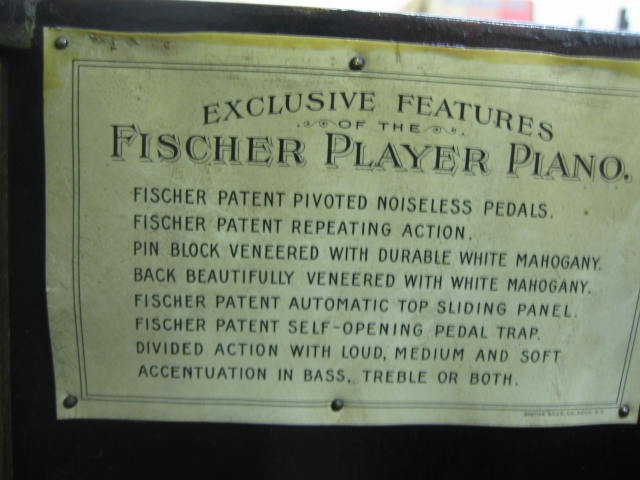 EXCLUSIVE FEATURES
OF THE
FISCHER PLAYER PIANO.
FISCHER PATENT PIVOTED NOISELESS PEDALS.
FISCHER PATENT REPEATING ACTION.
PIN BLOCK VENEERED WITH DURABLE WHITE MAHOGANY.
BACK BEAUTIFULLY VENEERED WITH WHITE MAHOGANY.
FISCHER PATENT AUTOMATIC TOP SLIDING PANEL.
FISCHER PATENT SELF-OPENING PEDAL TRAP.
DIVIDED ACTION WITH LOUD, MEDIUM AND SOFT
ACCENTUATION IN BASS, TREBLE OR BOTH.